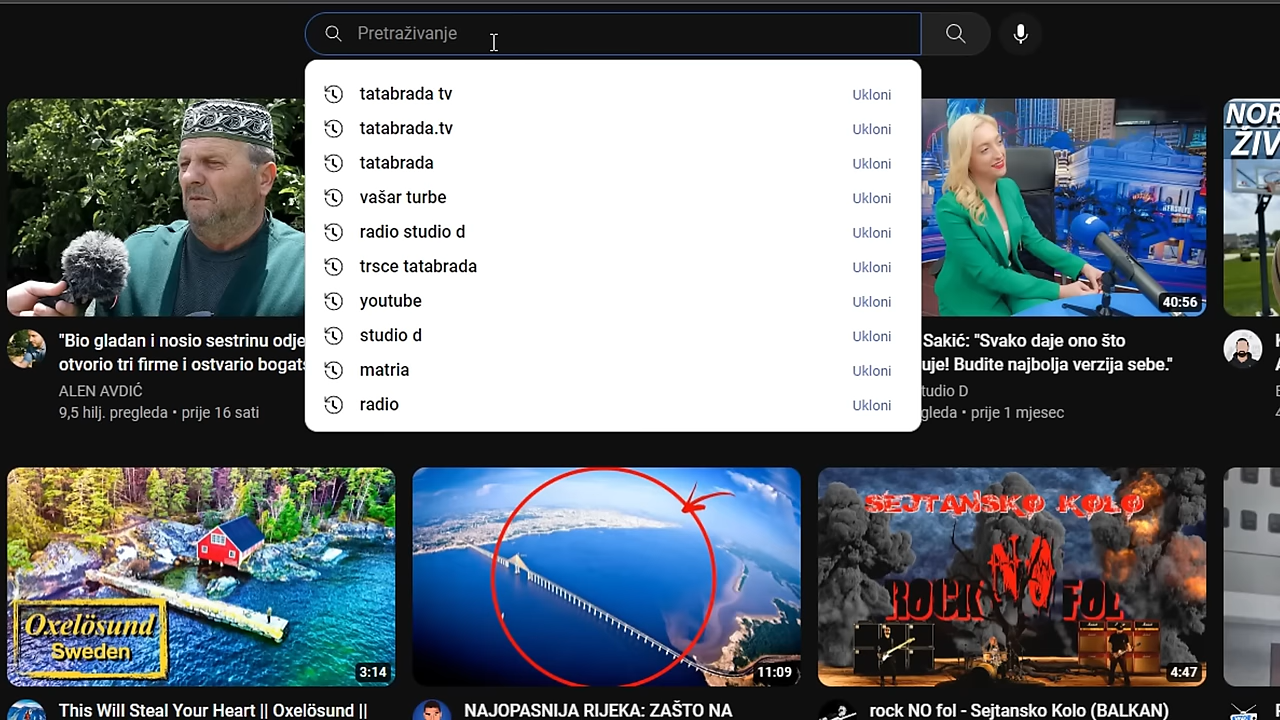 Pretraživanje
tatabrada tv
Ukloni
tatabrada.tv
Ukloni
tatabrada
Ukloni
vašar turbe
Ukloni
radio studio d
Ukloni
trsce tatabrada
Ukloni
youtube
Ukloni
studio d
Ukloni
matria
Ukloni
radio
Ukloni
"Bio gladan i nosio sestrinu odje
otvorio tri firme i ostvario bogats
ALEN AVDIĆ
9,5 hilj. pregleda • prije 16 sati
40:56
Sakić: "Svako daje ono što
uje! Budite najbolja verzija sebe."
tudio D
gleda • prije 1 mjesec
NOR
ŽIV
Oxelösund
Sweden
3:14
This Will Steal Your Heart || Oxelösund ||
11:09
NAJOPASNIJA RIJEKA: ZAŠTO NA
SEJTANSKO KOLO
ROCK NO FOL
4:47
rock NO fol - Sejtansko Kolo (BALKAN)